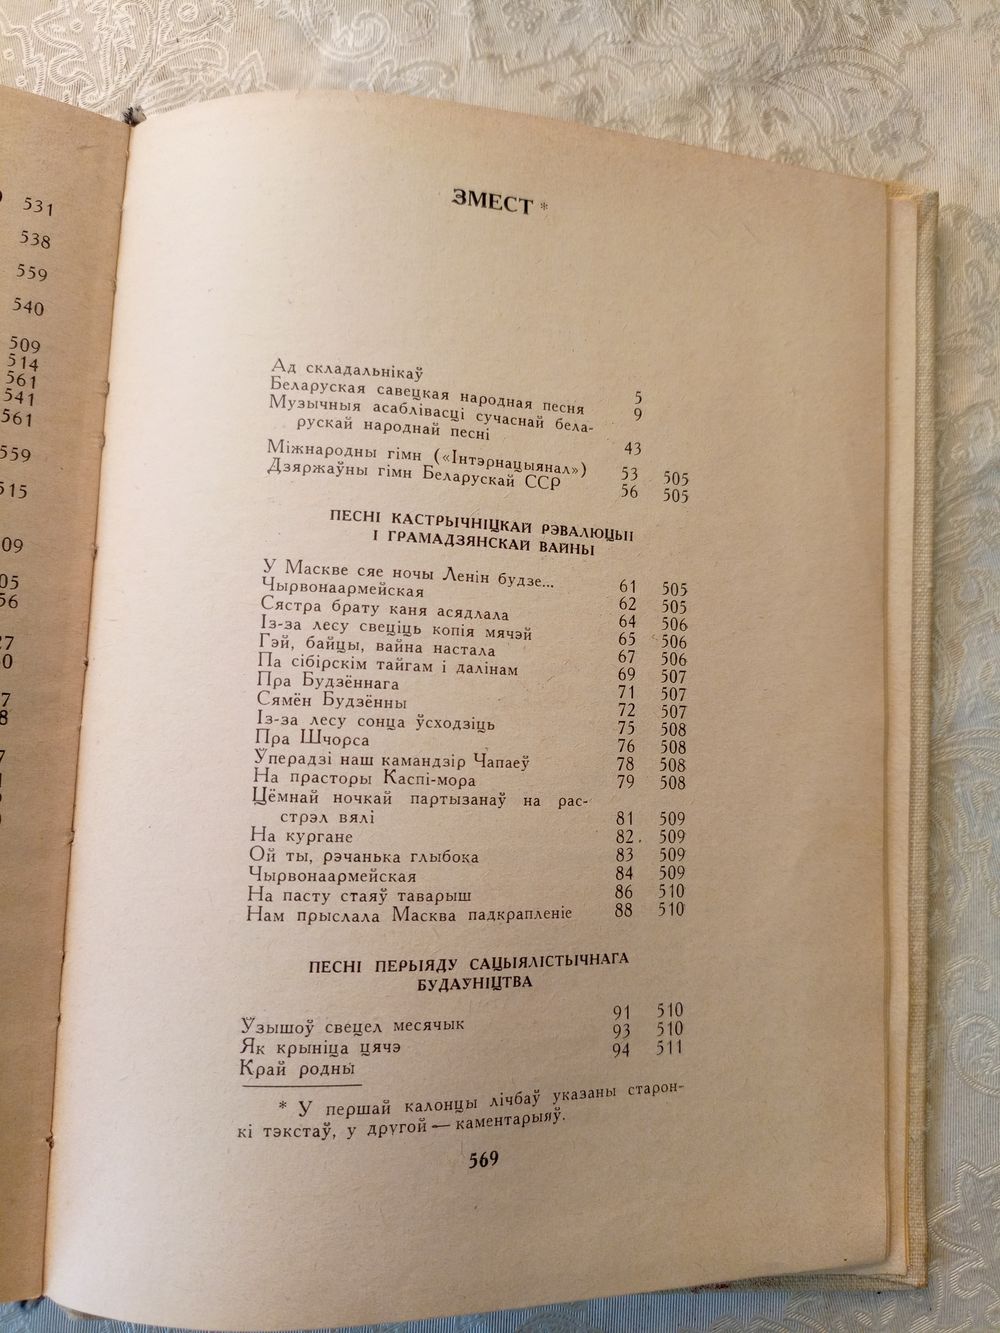 531
538
559
540
509
514
561
541
561
559
515
ЗМЕСТ *
Ад складальнікаў 5
Беларуская савецкая народная песня 9
Музычныя асаблівасці сучаснай бела-
рускай народнай песні 43
Міжнародны гімн («Інтэрнацыянал») 53 505
Дзяржаўны гімн Беларускай ССР 56 505
ПЕСНІ КАСТРЫЧНІЦКАЙ РЭВАЛЮЦЫІ
І ГРАМАДЗЯНСКАЙ ВАЙНЫ
У Маскве сяе ночы Ленін будзе... 61 505
Чырвонаармейская 62 505
Сястра брату каня асядлала 64 506
Із-за лесу свеціць копія мячэй 65 506
Гэй, байцы, вайна настала 67 506
Па сібірскім тайгам і далінам 69 507
Пра Будзённага 71 507
Сямён Будзённы 72 507
Із-за лесу сонца ўсходзіць 75 508
Пра Шчорса 76 508
Уперадзі наш камандзір Чапаеў 78 508
На прасторы Каспі-мора 79 508
Цёмнай ночкай партызанаў на рас-
стрэл вялі 81 509
На кургане 82 509
Ой ты, рэчанька глыбока 83 509
Чырвонаармейская 84 509
На пасту стаяў таварыш 86 510
Нам прыслала Масква падкрапленіе 88 510
ПЕСНІ ПЕРЫЯДУ САЦЫЯЛІСТЫЧНАГА
БУДАЎНІЦТВА
Узышоў свецел месячык 91 510
Як крыніца цячэ 93 510
Край родны 94 511
* У першай калонцы лічбаў указаны старон-
кі тэкстаў, у другой — каментарыяў.
569